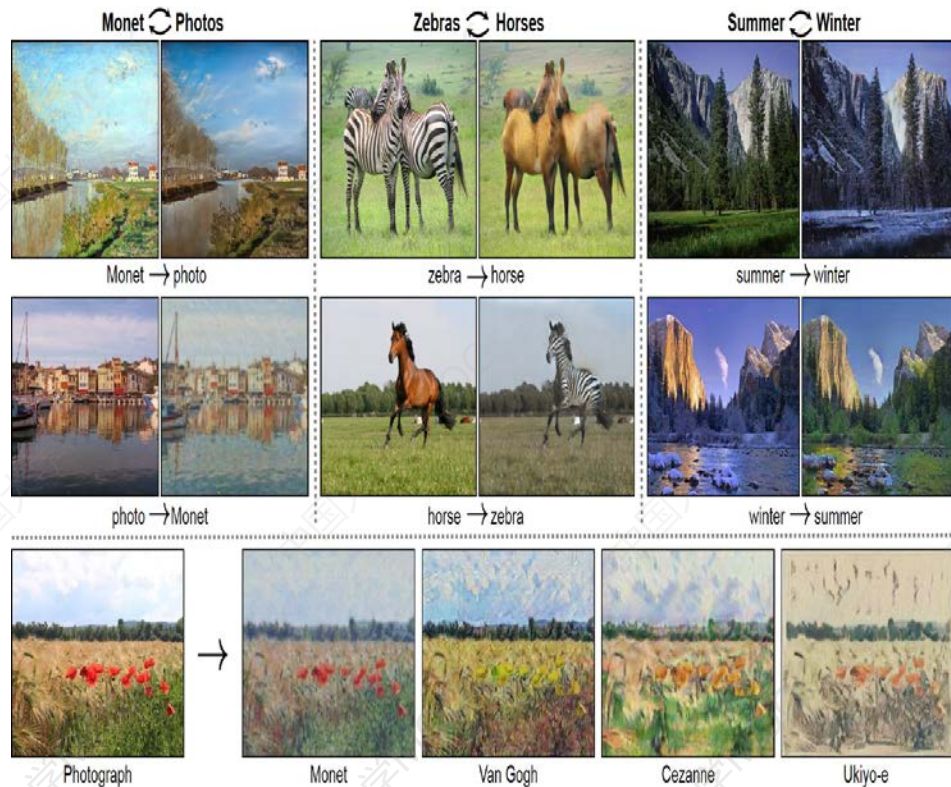 Monet Photos
Zebras Horses
Summer Winter
Monet → photo
zebra → horse
summer → winter
photo → Monet
horse → zebra
winter → summer
→
Photograph
Monet
Van Gogh
Cezanne
Ukiyo-e